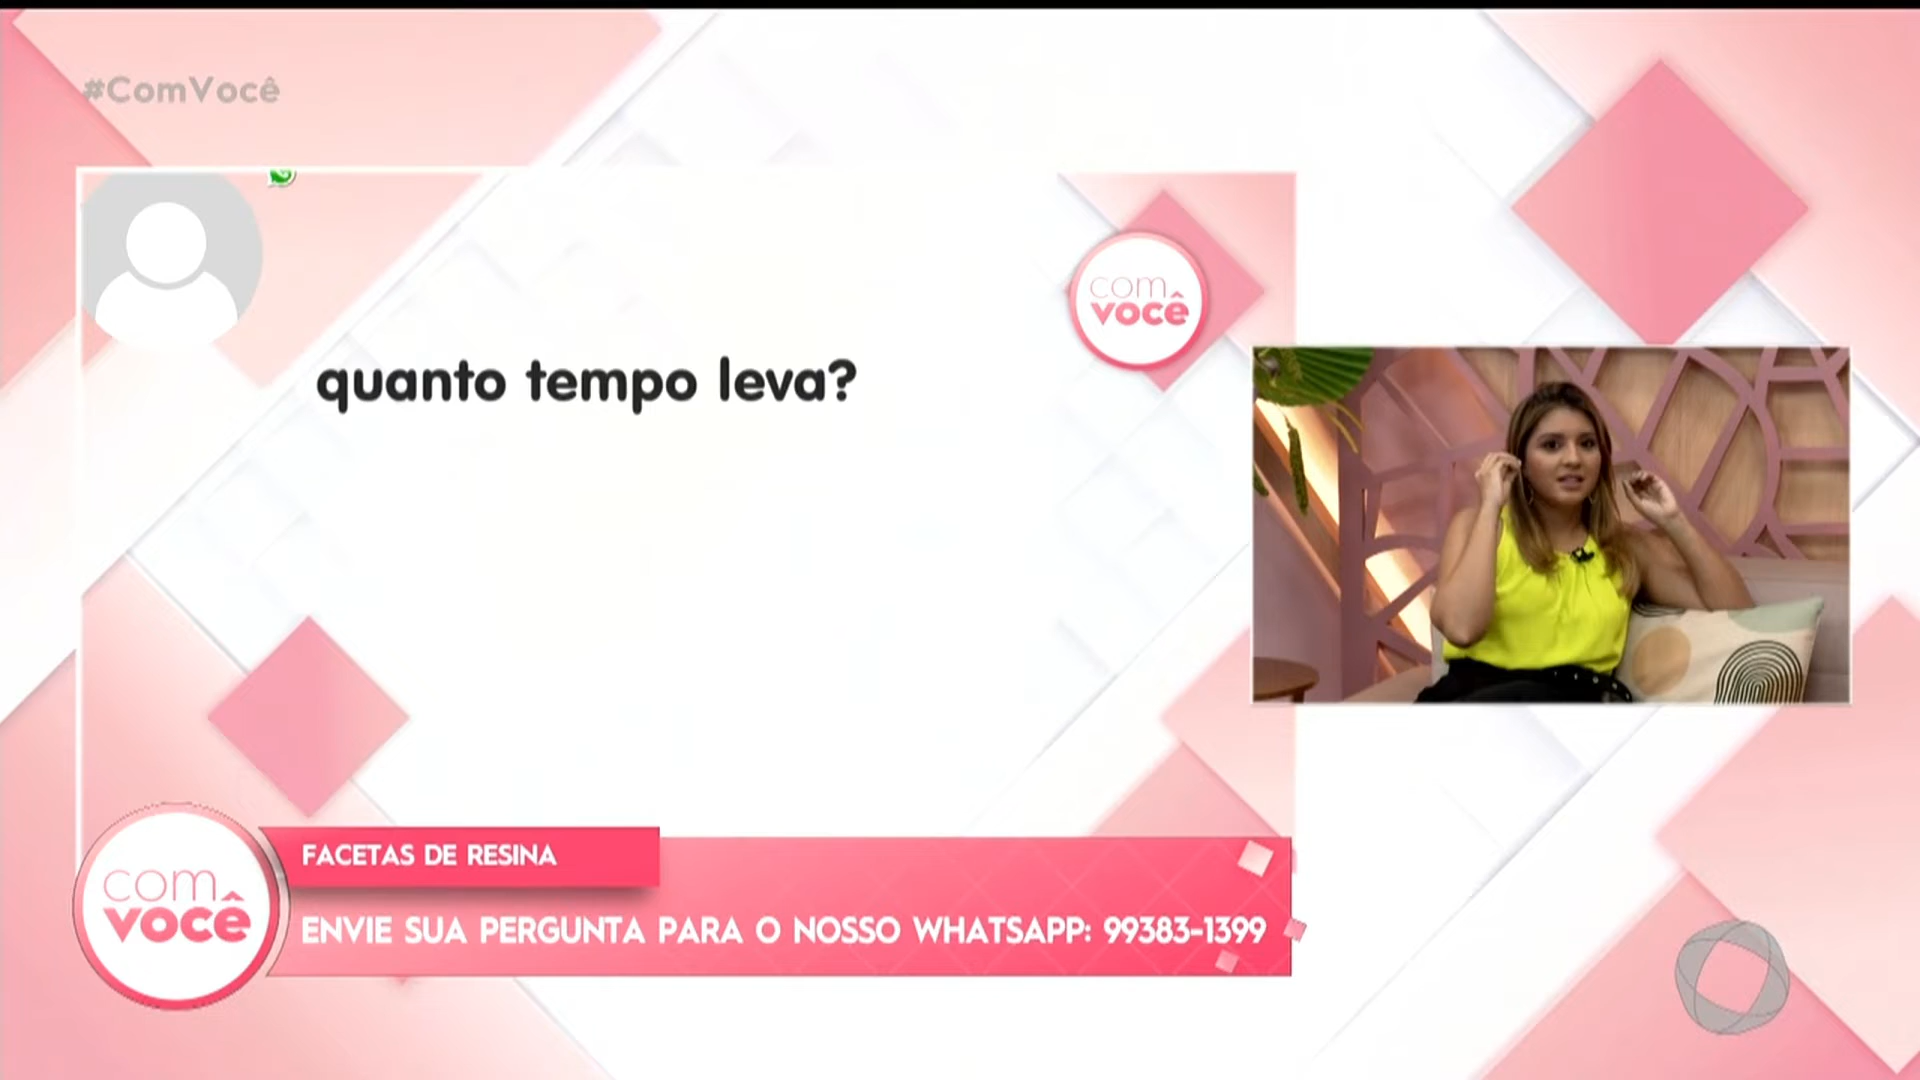 #ComVocê
com
você
quanto tempo leva?
FACETAS DE RESINA
com
você
ENVIE SUA PERGUNTA PARA O NOSSO WHATSAPP: 99383-1399